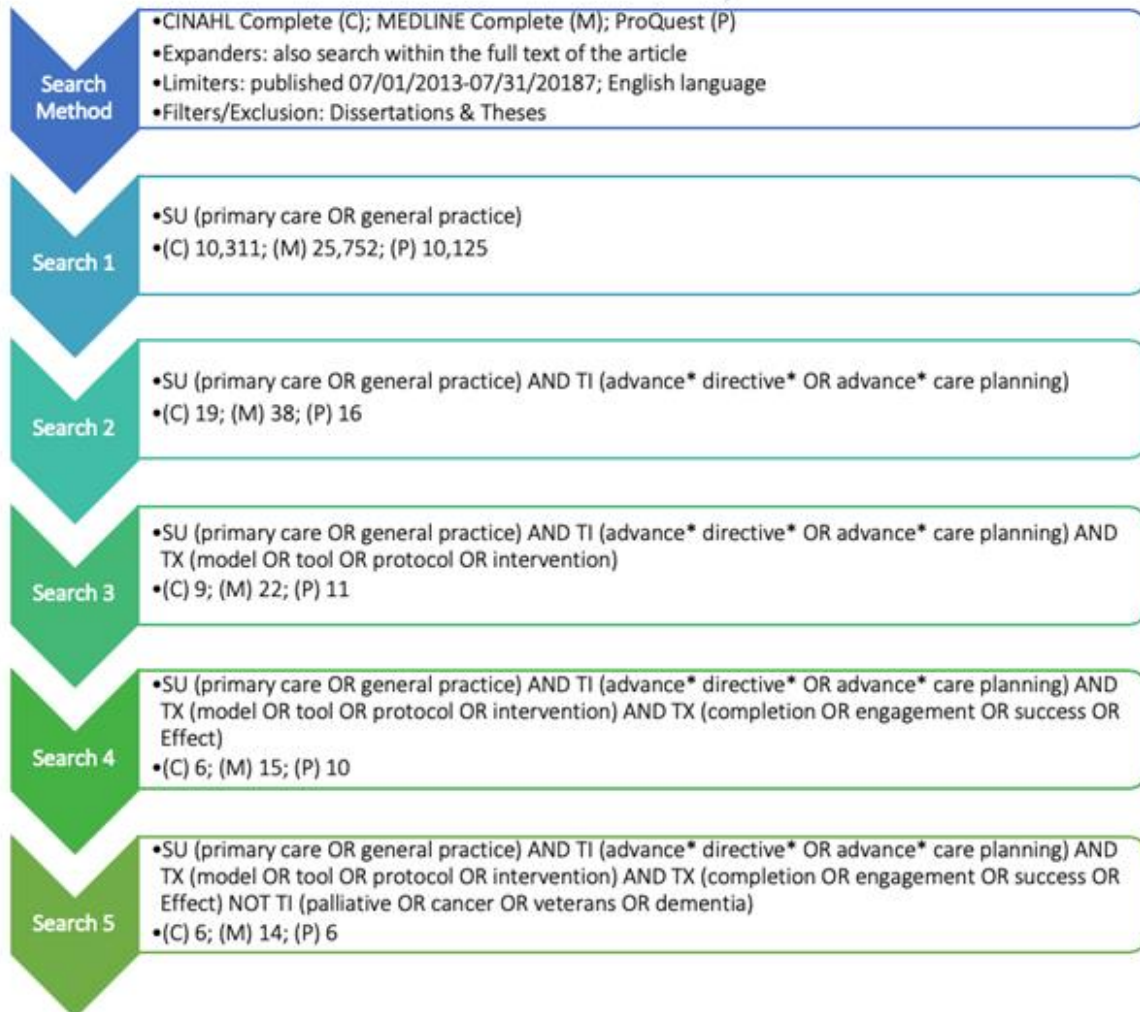 Search
Method
•CINAHL Complete (C); MEDLINE Complete (M); ProQuest (P)
•Expanders: also search within the full text of the article
•Limiters: published 07/01/2013-07/31/20187; English language
•Filters/Exclusion: Dissertations & Theses
Search 1
•SU (primary care OR general practice)
•(C) 10,311; (M) 25,752; (P) 10,125
Search 2
•SU (primary care OR general practice) AND TI (advance* directive* OR advance* care planning)
•(C) 19; (M) 38; (P) 16
Search 3
•SU (primary care OR general practice) AND TI (advance* directive* OR advance* care planning) AND
TX (model OR tool OR protocol OR intervention)
•(C) 9; (M) 22; (P) 11
Search 4
•SU (primary care OR general practice) AND TI (advance* directive* OR advance* care planning) AND
TX (model OR tool OR protocol OR intervention) AND TX (completion OR engagement OR success OR
Effect)
•(C) 6; (M) 15; (P) 10
Search 5
•SU (primary care OR general practice) AND TI (advance* directive* OR advance* care planning) AND
TX (model OR tool OR protocol OR intervention) AND TX (completion OR engagement OR success OR
Effect) NOT TI (palliative OR cancer OR veterans OR dementia)
•(C) 6; (M) 14; (P) 6